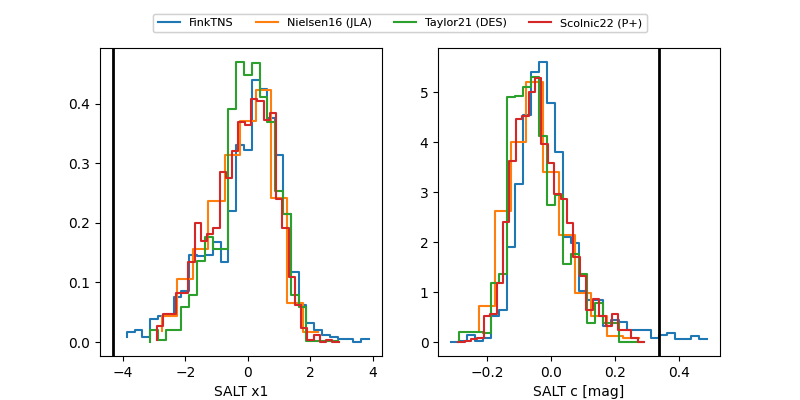 FinkTNS Nielsen16 (JLA) Taylor21 (DES) Scolnic22 (P+)
0.4
0.3
0.2
0.1
0.0
−4 −2 0 2 4
SALT x1
5
4
3
2
1
0
−0.2 0.0 0.2 0.4
SALT c [mag]